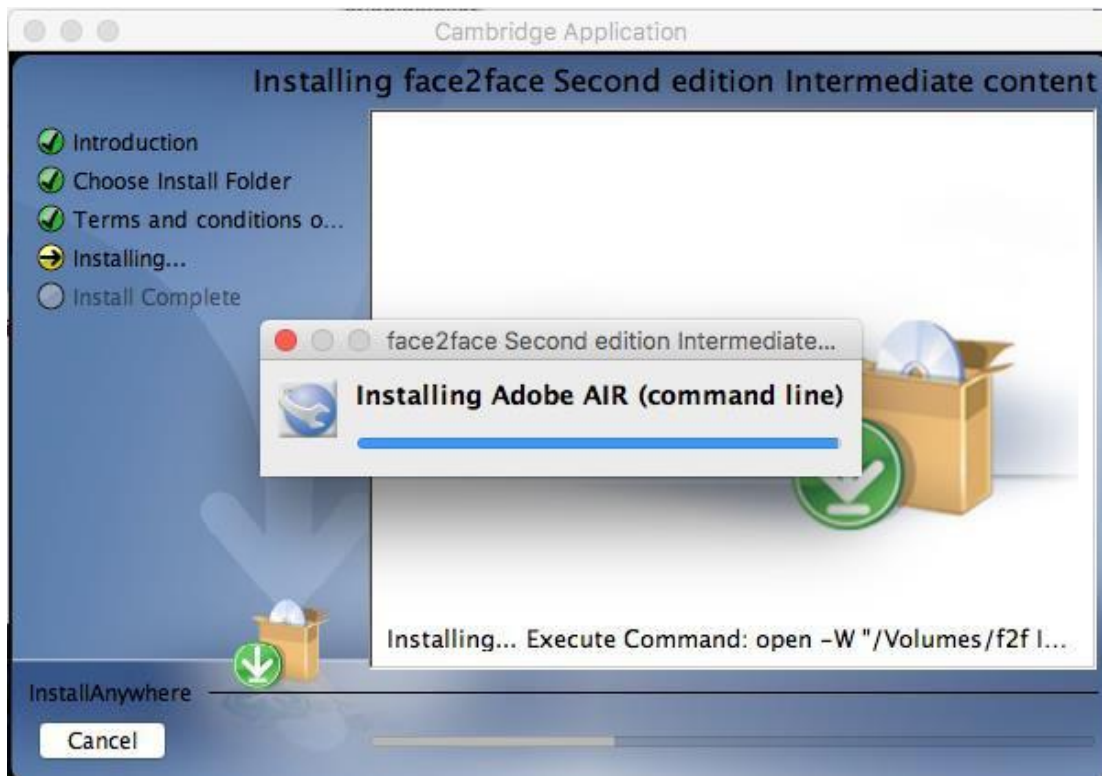 Cambridge Application
Installing face2face Second edition Intermediate content
Introduction
Choose Install Folder
Terms and conditions o...
Installing...
Install Complete
face2face Second edition Intermediate...
Installing Adobe AIR (command line)
Installing... Execute Command: open -W "/Volumes/f2f I...
InstallAnywhere
Cancel